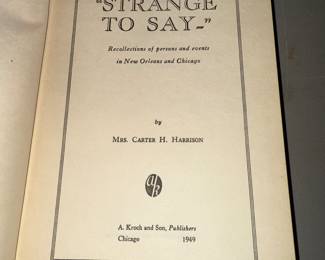 "STRANGE
TO SAY—"
Recollections of persons and events
in New Orleans and Chicago
by
MRS. CARTER H. HARRISON
ak
A. Kroch and Son, Publishers
Chicago 1949